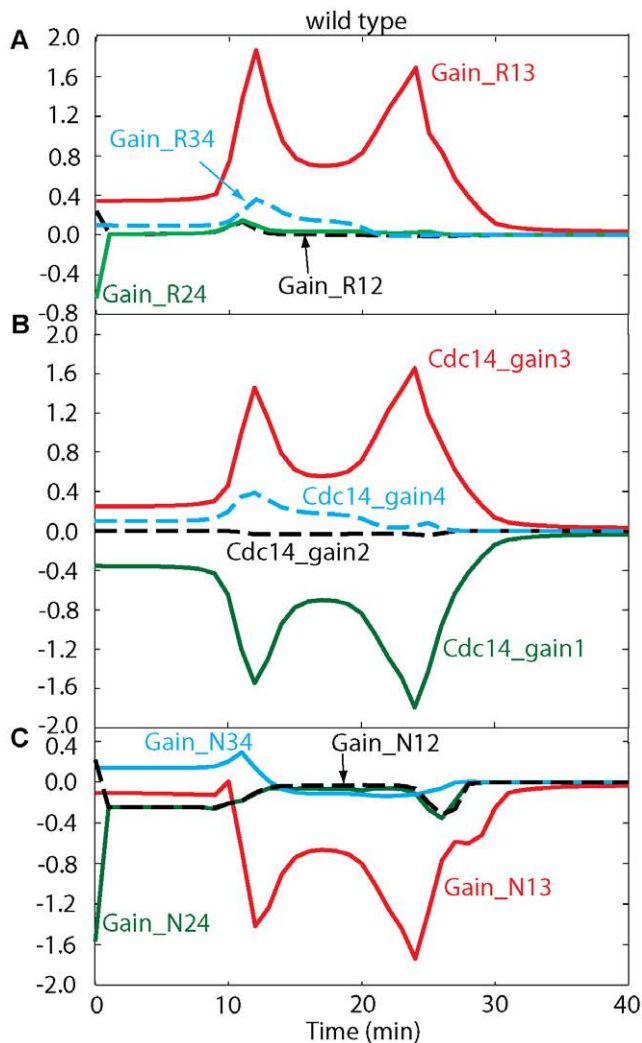 wild type
A
2.0
1.6
1.2
0.8
0.4
0.0
-0.4
-0.8
Gain_R13
Gain_R34
Gain_R12
Gain_R24
B
2.0
1.6
1.2
0.8
0.4
0.0
-0.4
-0.8
-1.2
-1.6
-2.0
Cdc14_gain3
Cdc14_gain4
Cdc14_gain2
Cdc14_gain1
C
0.4
0.0
-0.4
-0.8
-1.2
-1.6
-2.0
Gain_N34
Gain_N12
Gain_N24
Gain_N13
0 10 20 30 40
Time (min)